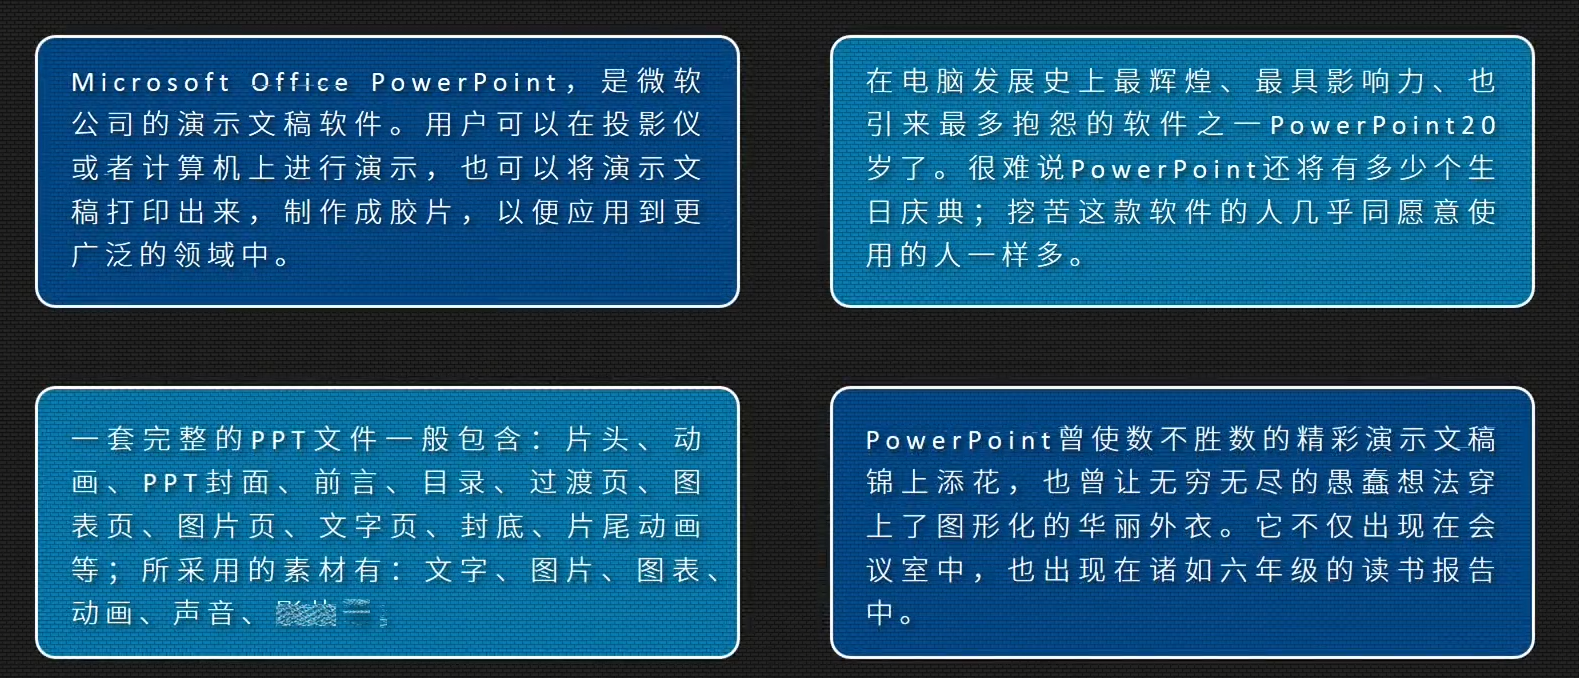 Microsoft Office PowerPoint，是微软
公司的演示文稿软件。用户可以在投影仪
或者计算机上进行演示，也可以将演示文
稿打印出来，制作成胶片，以便应用到更
广泛的领域中。
在电脑发展史上最辉煌、最具影响力、也
引来最多抱怨的软件之一PowerPoint20
岁了。很难说PowerPoint还将有多少个生
日庆典；挖苦这款软件的人几乎同愿意使
用的人一样多。
一套完整的PPT文件一般包含：片头、动
画、PPT封面、前言、目录、过渡页、图
表页、图片页、文字页、封底、片尾动画
等；所采用的素材有：文字、图片、图表、
动画、声音、
PowerPoint曾使数不胜数的精彩演示文稿
锦上添花，也曾让无穷无尽的愚蠢想法穿
上了图形化的华丽外衣。它不仅出现在会
议室中，也出现在诸如六年级的读书报告
中。